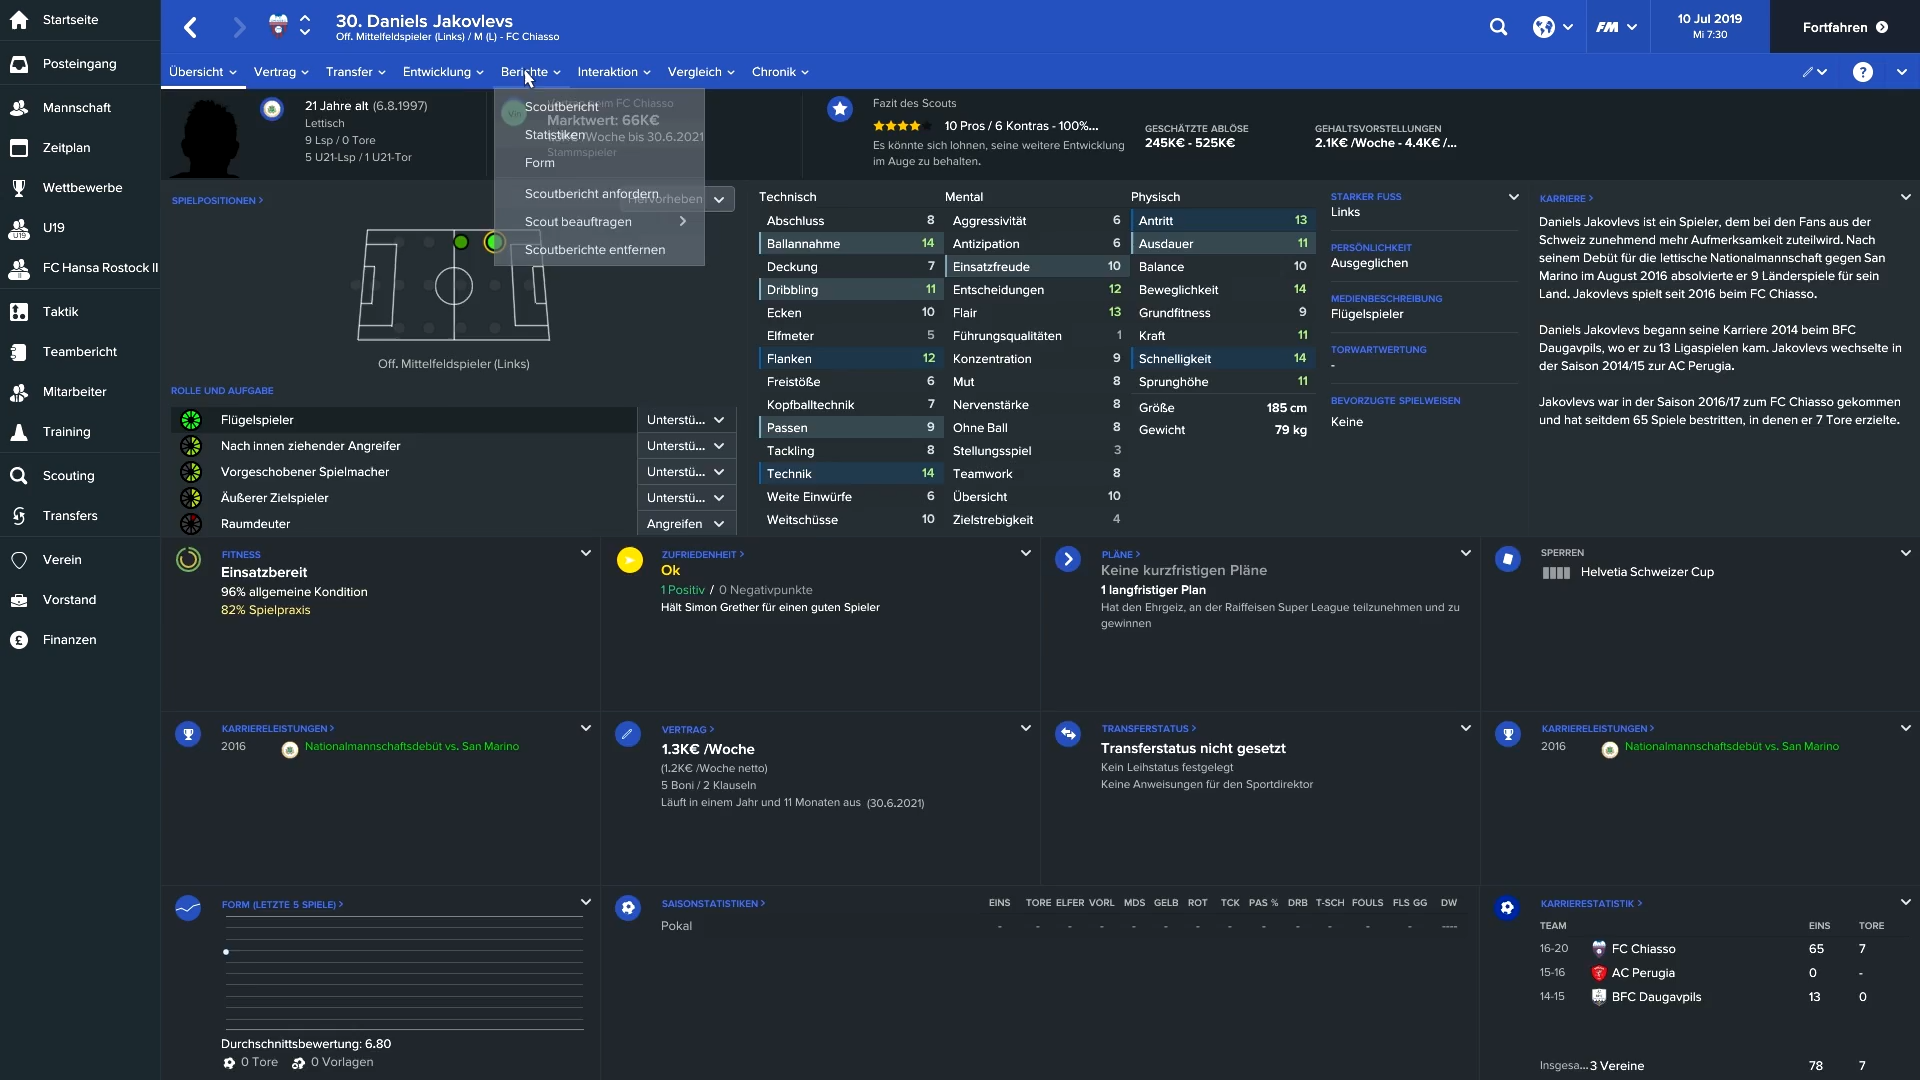 Startseite
Posteingang
Mannschaft
Zeitplan
Wettbewerbe
U19
FC Hansa Rostock II
Taktik
Teambericht
Mitarbeiter
Training
Scouting
Transfers
Verein
Vorstand
Finanzen
30. Daniels Jakovlevs
Off. Mittelfeldspieler (Links) / M (L) - FC Chiasso
FM
10 Jul 2019
Mi 7:30
Fortfahren
Übersicht Vertrag Transfer Entwicklung Berichte Interaktion Vergleich Chronik
?
21 Jahre alt (6.8.1997)
Lettisch
9 Lsp / 0 Tore
5 U21-Lsp / 1 U21-Tor
Scoutbericht
Statistiken
Form
Scoutbericht anfordern
Scout beauftragen
Scoutberichte entfernen
FC Chiasso
Marktwert: 66K€
/Woche bis 30.6.2021
Stammspieler
Hervorheben
Fazit des Scouts
10 Pros / 6 Kontras - 100%...
Es könnte sich lohnen, seine weitere Entwicklung
im Auge zu behalten.
GESCHÄTZTE ABLÖSE
245K€ - 525K€
GEHALTSVORSTELLUNGEN
2.1K€ /Woche - 4.4K€ /...
SPIELPOSITIONEN >
Off. Mittelfeldspieler (Links)
ROLLE UND AUFGABE
Flügelspieler Unterstü...
Nach innen ziehender Angreifer Unterstü...
Vorgeschobener Spielmacher Unterstü...
Äußerer Zielspieler Unterstü...
Raumdeuter Angreifen
Technisch
Abschluss 8
Ballannahme 14
Deckung 7
Dribbling 11
Ecken 10
Elfmeter 5
Flanken 12
Freistöße 6
Kopfballtechnik 7
Passen 9
Tackling 8
Technik 14
Weite Einwürfe 6
Weitschüsse 10
Mental
Aggressivität 6
Antizipation 6
Einsatzfreude 10
Entscheidungen 12
Flair 13
Führungsqualitäten 1
Konzentration 9
Mut 8
Nervenstärke 8
Ohne Ball 8
Stellungsspiel 3
Teamwork 8
Übersicht 10
Zielstrebigkeit 4
Physisch
Antritt 13
Ausdauer 11
Balance 10
Beweglichkeit 14
Grundfitness 9
Kraft 11
Schnelligkeit 14
Sprunghöhe 11
Größe 185 cm
Gewicht 79 kg
STARKER FUSS
Links
PERSÖNLICHKEIT
Ausgeglichen
MEDIENBESCHREIBUNG
Flügelspieler
TORWARTWERTUNG
-
BEVORZUGTE SPIELWEISEN
Keine
KARRIERE >
Daniels Jakovlevs ist ein Spieler, dem bei den Fans aus der
Schweiz zunehmend mehr Aufmerksamkeit zuteilwird. Nach
seinem Debüt für die lettische Nationalmannschaft gegen San
Marino im August 2016 absolvierte er 9 Länderspiele für sein
Land. Jakovlevs spielt seit 2016 beim FC Chiasso.
Daniels Jakovlevs begann seine Karriere 2014 beim BFC
Daugavpils, wo er zu 13 Ligaspielen kam. Jakovlevs wechselte in
der Saison 2014/15 zur AC Perugia.
Jakovlevs war in der Saison 2016/17 zum FC Chiasso gekommen
und hat seitdem 65 Spiele bestritten, in denen er 7 Tore erzielte.
FITNESS
Einsatzbereit
96% allgemeine Kondition
82% Spielpraxis
ZUFRIEDENHEIT >
Ok
1 Positiv / 0 Negativpunkte
Hält Simon Grether für einen guten Spieler
PLÄNE >
Keine kurzfristigen Pläne
1 langfristiger Plan
Hat den Ehrgeiz, an der Raiffeisen Super League teilzunehmen und zu
gewinnen
SPERREN
Helvetia Schweizer Cup
KARRIERELEISTUNGEN >
2016 Nationalmannschaftsdebüt vs. San Marino
VERTRAG >
1.3K€ /Woche
(1.2K€ /Woche netto)
5 Boni / 2 Klauseln
Läuft in einem Jahr und 11 Monaten aus (30.6.2021)
TRANSFERSTATUS >
Transferstatus nicht gesetzt
Kein Leihstatus festgelegt
Keine Anweisungen für den Sportdirektor
KARRIERELEISTUNGEN >
2016 Nationalmannschaftsdebüt vs. San Marino
FORM (LETZTE 5 SPIELE) >
Durchschnittsbewertung: 6.80
0 Tore 0 Vorlagen
SAISONSTATISTIKEN > EINS TORE ELFER VORL MDS GELB ROT TCK PAS % DRB T-SCH FOULS FLS GG DW
Pokal - - - - - - - - - - - - - ----
KARRIERESTATISTIK >
TEAM EINS TORE
16-20 FC Chiasso 65 7
15-16 AC Perugia 0 -
14-15 BFC Daugavpils 13 0
Insgesa... 3 Vereine 78 7